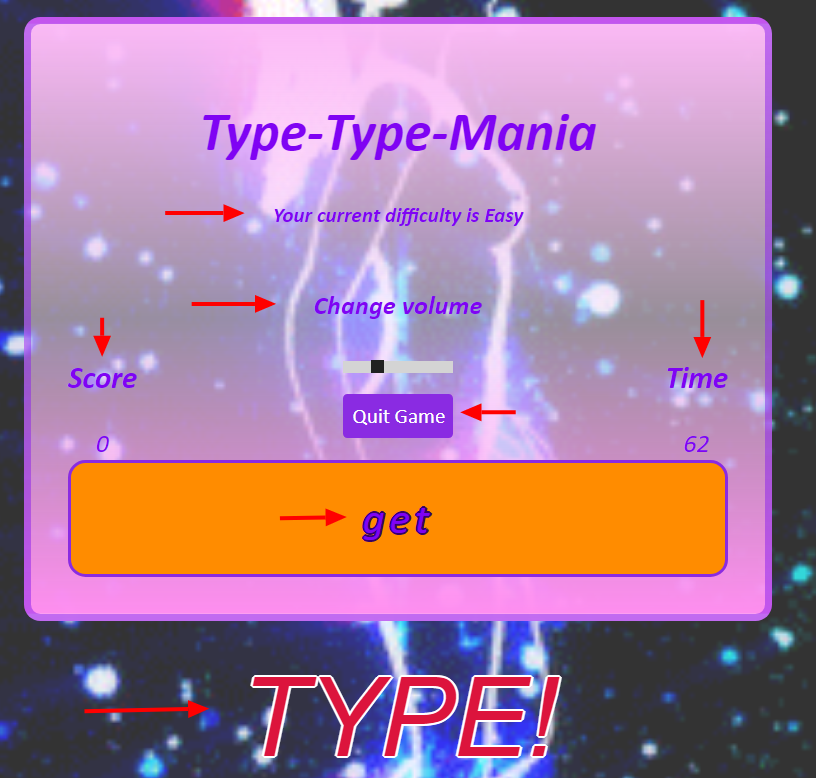 Type-Type-Mania
Your current difficulty is Easy
Change volume
Score
Time
Quit Game
0
62
get
TYPE!